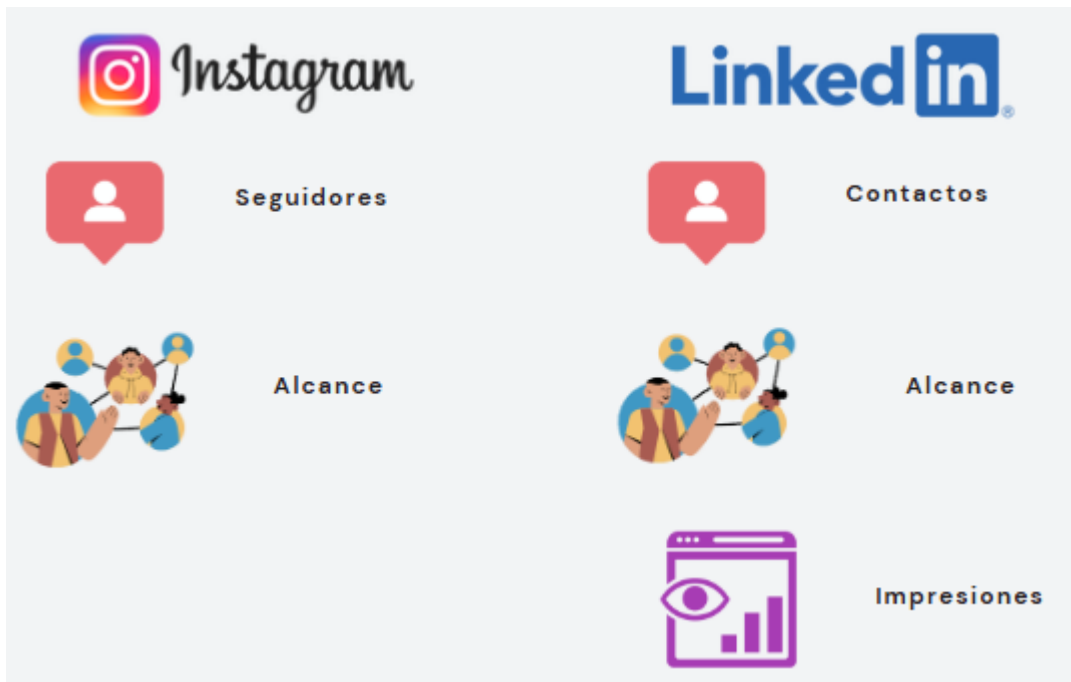 Instagram
LinkedIn®
Seguidores
Contactos
Alcance
Alcance
Impresiones